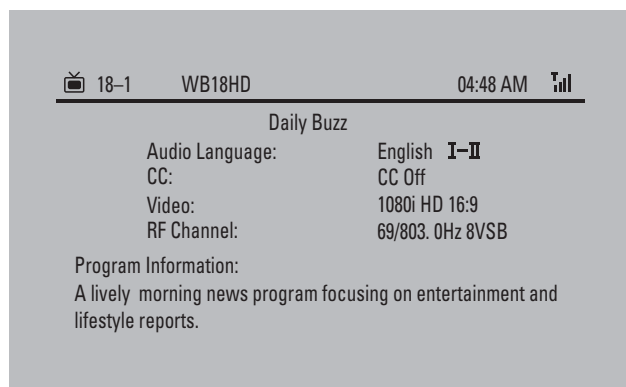 18–1 WB18HD 04:48 AM
Daily Buzz
Audio Language: English I–II
CC: CC Off
Video: 1080i HD 16:9
RF Channel: 69/803. 0Hz 8VSB
Program Information:
A lively morning news program focusing on entertainment and
lifestyle reports.